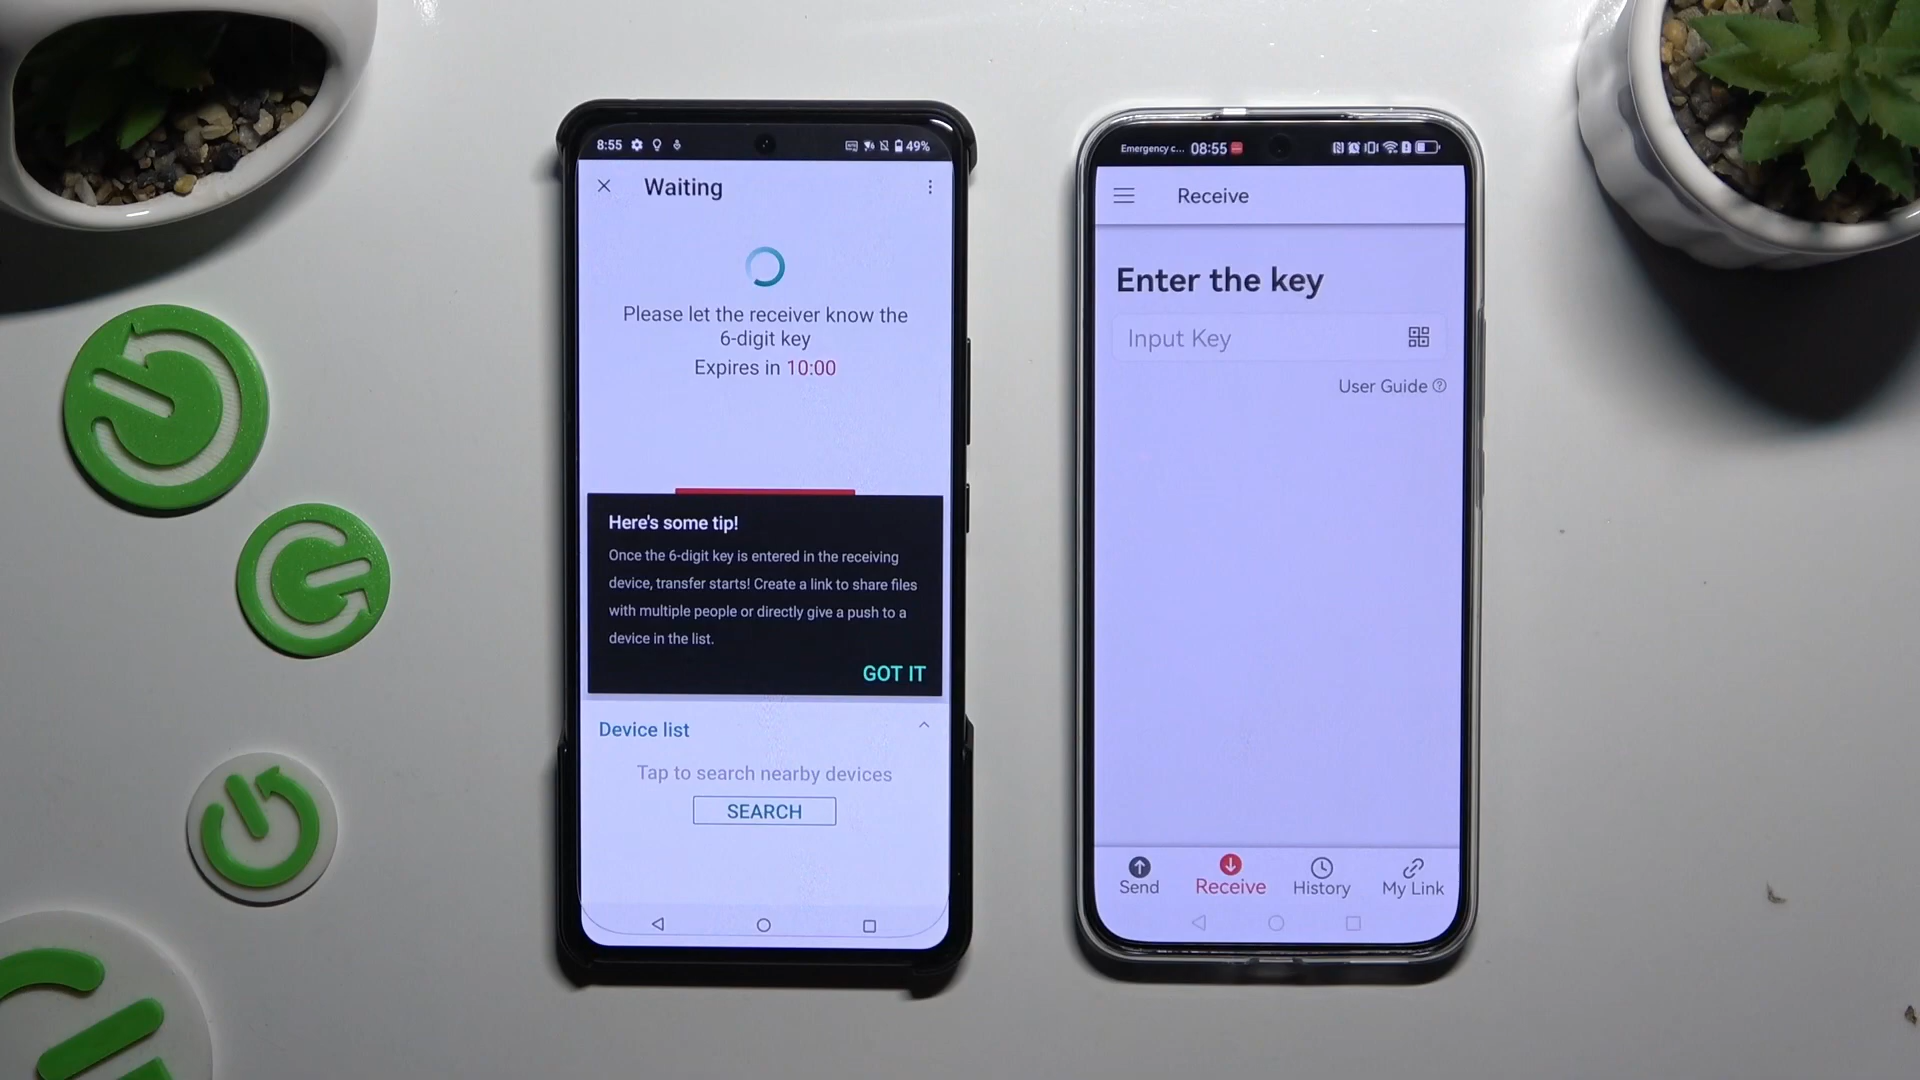 8:55
49%
Waiting
Please let the receiver know the
6-digit key
Expires in 10:00
Here's some tip!
Once the 6-digit key is entered in the receiving
device, transfer starts! Create a link to share files
with multiple people or directly give a push to a
device in the list.
GOT IT
Device list
Tap to search nearby devices
SEARCH
Emergency c... 08:55
Receive
Enter the key
Input Key
User Guide
Send
Receive
History
My Link